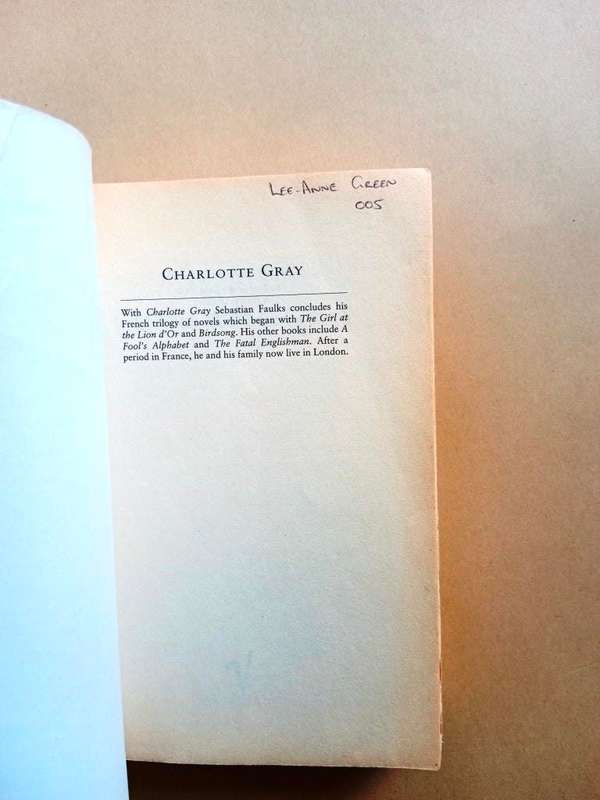 LEE-ANNE GREEN
005
CHARLOTTE GRAY
With Charlotte Gray Sebastian Faulks concludes his
French trilogy of novels which began with The Girl at
the Lion d'Or and Birdsong. His other books include A
Fool's Alphabet and The Fatal Englishman. After a
period in France, he and his family now live in London.